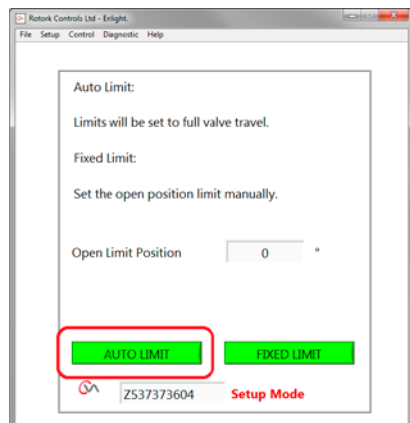 Rotork Controls Ltd - Enlight.
File Setup Control Diagnostic Help
Auto Limit:
Limits will be set to full valve travel.
Fixed Limit:
Set the open position limit manually.
Open Limit Position 0 °
AUTO LIMIT FIXED LIMIT
Z537373604 Setup Mode